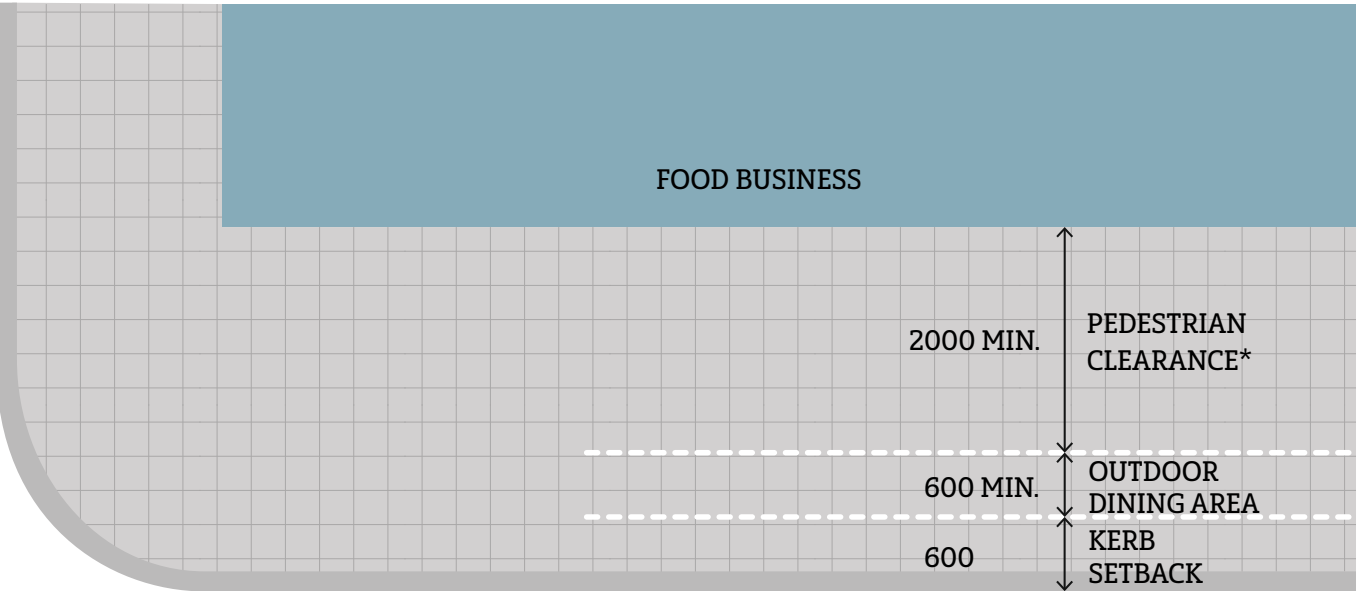 FOOD BUSINESS
2000 MIN.
PEDESTRIAN
CLEARANCE*
600 MIN.
OUTDOOR
DINING AREA
600
KERB
SETBACK